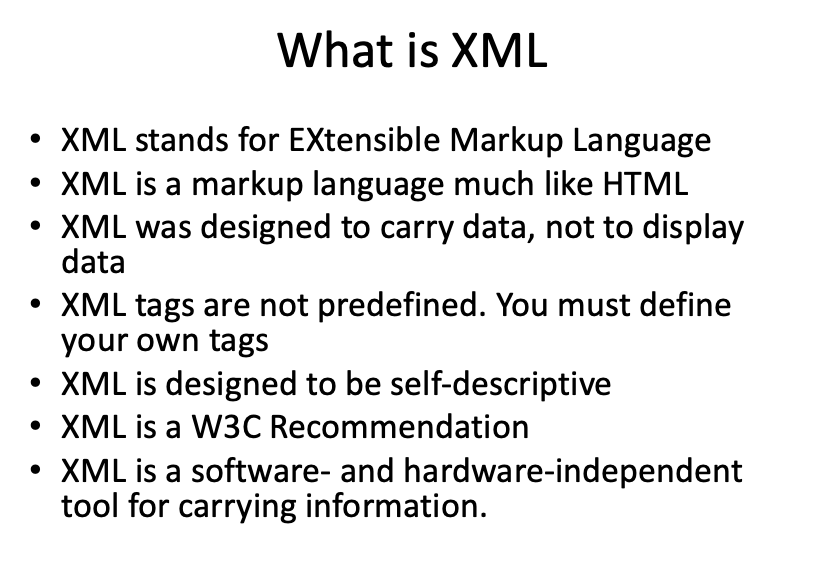 What is XML
• XML stands for EXtensible Markup Language
• XML is a markup language much like HTML
• XML was designed to carry data, not to display
data
• XML tags are not predefined. You must define
your own tags
• XML is designed to be self-descriptive
• XML is a W3C Recommendation
• XML is a software- and hardware-independent
tool for carrying information.